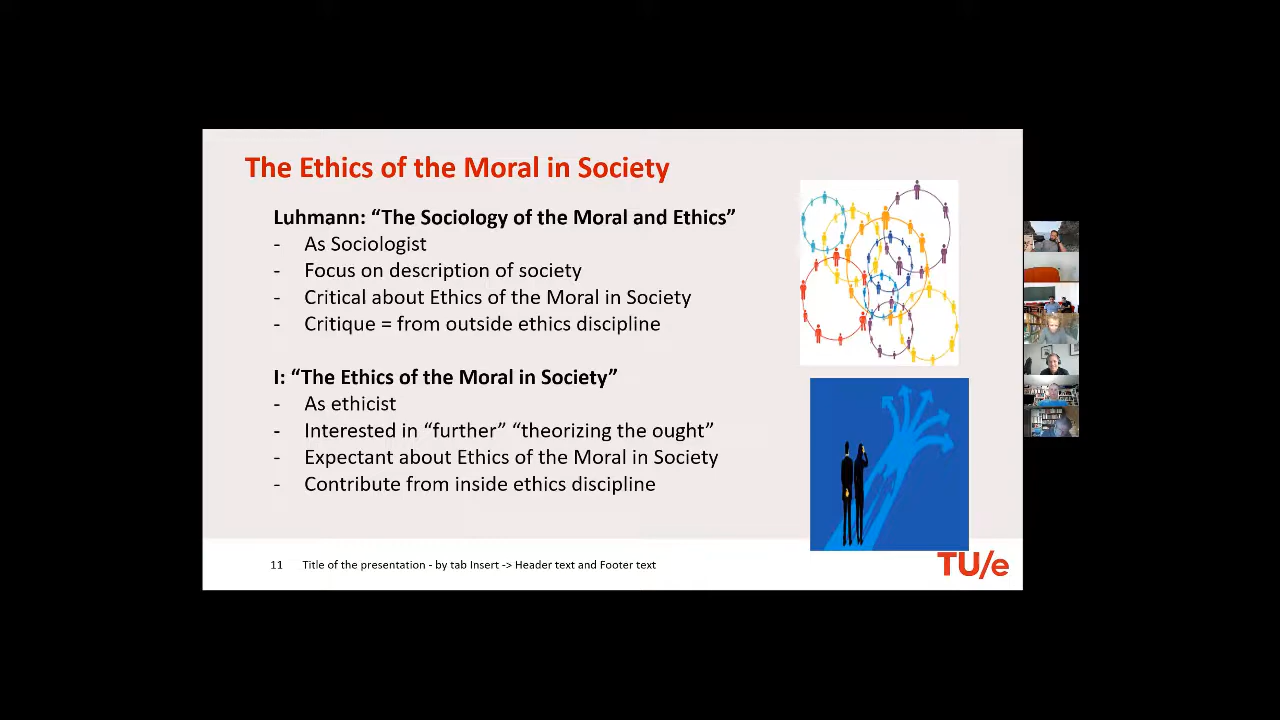 The Ethics of the Moral in Society
Luhmann: “The Sociology of the Moral and Ethics”
- As Sociologist
- Focus on description of society
- Critical about Ethics of the Moral in Society
- Critique = from outside ethics discipline
I: “The Ethics of the Moral in Society”
- As ethicist
- Interested in “further” “theorizing the ought”
- Expectant about Ethics of the Moral in Society
- Contribute from inside ethics discipline
11 Title of the presentation - by tab Insert -> Header text and Footer text
TU/e